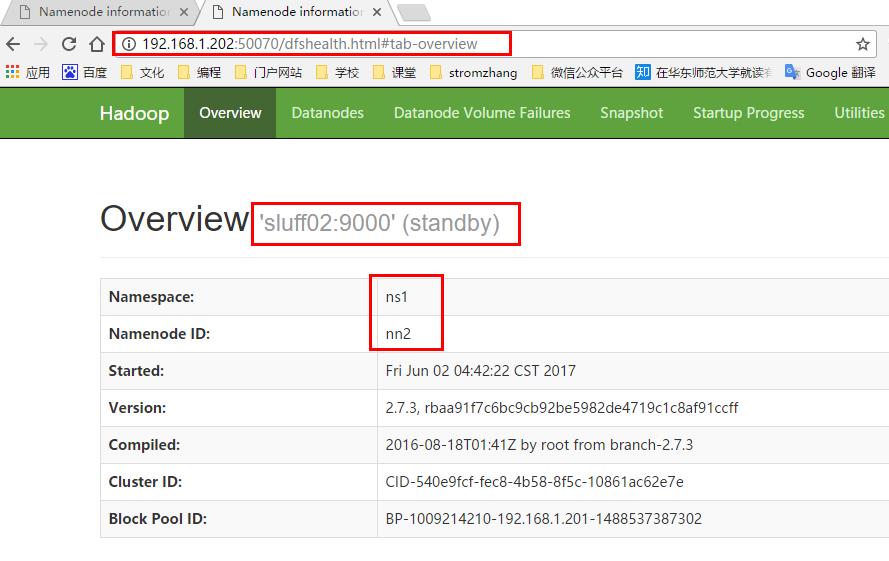 Namenode information
Namenode information
192.168.1.202:50070/dfshealth.html#tab-overview
应用 百度 文化 编程 门户网站 学校 课堂 stromzhang 微信公众平台 知 在华东师范大学就读 Google 翻译
Hadoop Overview Datanodes Datanode Volume Failures Snapshot Startup Progress Utilities
Overview 'sluff02:9000' (standby)
Namespace: ns1
Namenode ID: nn2
Started: Fri Jun 02 04:42:22 CST 2017
Version: 2.7.3, rbaa91f7c6bc9cb92be5982de4719c1c8af91ccff
Compiled: 2016-08-18T01:41Z by root from branch-2.7.3
Cluster ID: CID-540e9fcf-fec8-4b58-8f5c-10861ac62e7e
Block Pool ID: BP-1009214210-192.168.1.201-1488537387302